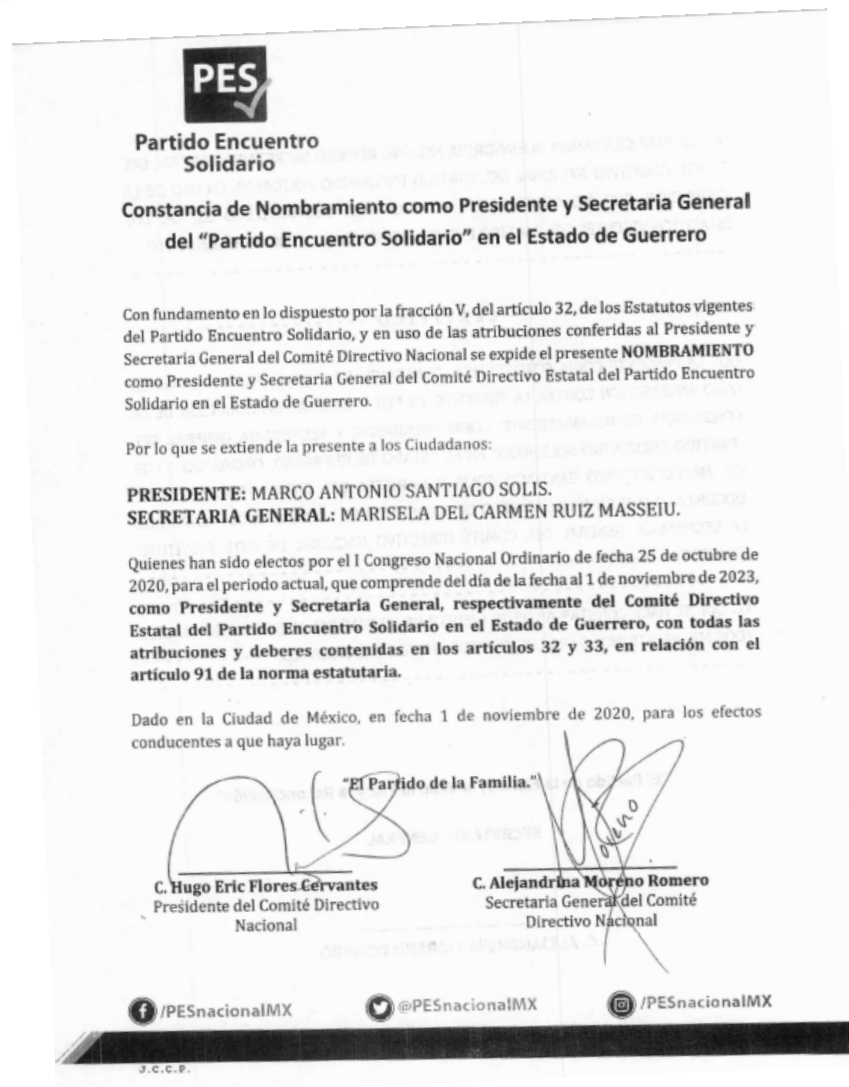 PES
Partido Encuentro
Solidario
Constancia de Nombramiento como Presidente y Secretaria General
del “Partido Encuentro Solidario” en el Estado de Guerrero
Con fundamento en lo dispuesto por la fracción V, del artículo 32, de los Estatutos vigentes
del Partido Encuentro Solidario, y en uso de las atribuciones conferidas al Presidente y
Secretaria General del Comité Directivo Nacional se expide el presente NOMBRAMIENTO
como Presidente y Secretaria General del Comité Directivo Estatal del Partido Encuentro
Solidario en el Estado de Guerrero.
Por lo que se extiende la presente a los Ciudadanos:
PRESIDENTE: MARCO ANTONIO SANTIAGO SOLIS.
SECRETARIA GENERAL: MARISELA DEL CARMEN RUIZ MASSEIU.
Quienes han sido electos por el I Congreso Nacional Ordinario de fecha 25 de octubre de
2020, para el periodo actual, que comprende del día de la fecha al 1 de noviembre de 2023,
como Presidente y Secretaria General, respectivamente del Comité Directivo
Estatal del Partido Encuentro Solidario en el Estado de Guerrero, con todas las
atribuciones y deberes contenidas en los artículos 32 y 33, en relación con el
artículo 91 de la norma estatutaria.
Dado en la Ciudad de México, en fecha 1 de noviembre de 2020, para los efectos
conducentes a que haya lugar.
“El Partido de la Familia.”
C. Hugo Eric Flores Cervantes
Presidente del Comité Directivo
Nacional
C. Alejandrina Moreno Romero
Secretaria General del Comité
Directivo Nacional
/PESnacionalMX
@PESnacionalMX
/PESnacionalMX
J.C.C.P.